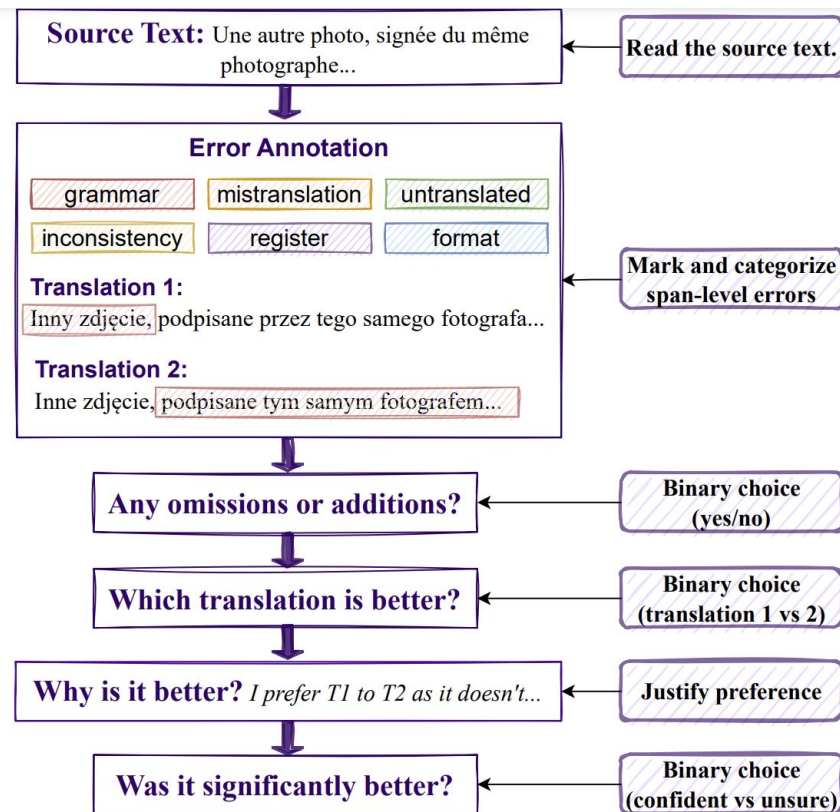 Source Text: Une autre photo, signée du même
photographe...
Read the source text.
Error Annotation
grammar
mistranslation
untranslated
inconsistency
register
format
Mark and categorize
span-level errors
Translation 1:
Inny zdjęcie, podpisane przez tego samego fotografa...
Translation 2:
Inne zdjęcie, podpisane tym samym fotografem...
Any omissions or additions?
Binary choice
(yes/no)
Which translation is better?
Binary choice
(translation 1 vs 2)
Why is it better? I prefer T1 to T2 as it doesn't...
Justify preference
Was it significantly better?
Binary choice
(confident vs unsure)